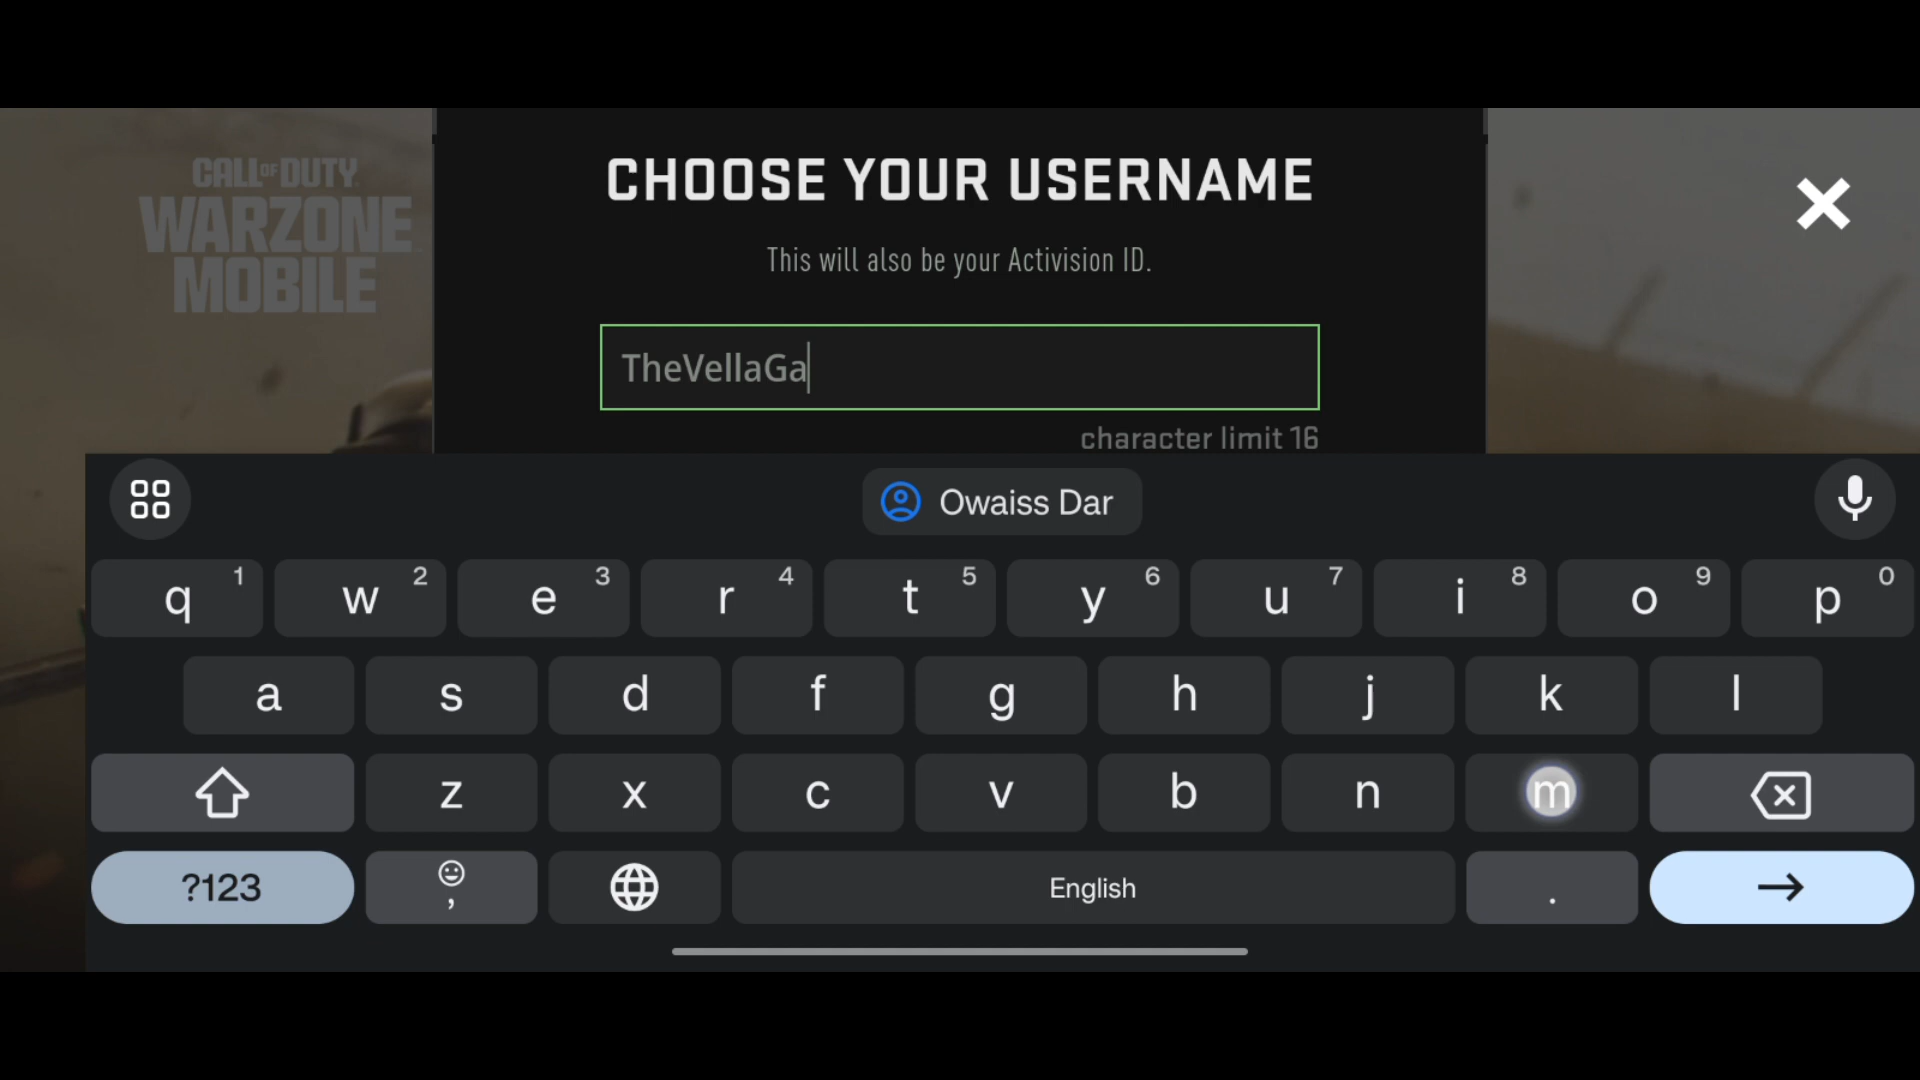 CALL OF DUTY
WARZONE
MOBILE
CHOOSE YOUR USERNAME
This will also be your Activision ID.
TheVellaGa
character limit 16
Owaiss Dar
q 1 w 2 e 3 r 4 t 5 y 6 u 7 i 8 o 9 p 0
a s d f g h j k l
z x c v b n m
?123 , English .